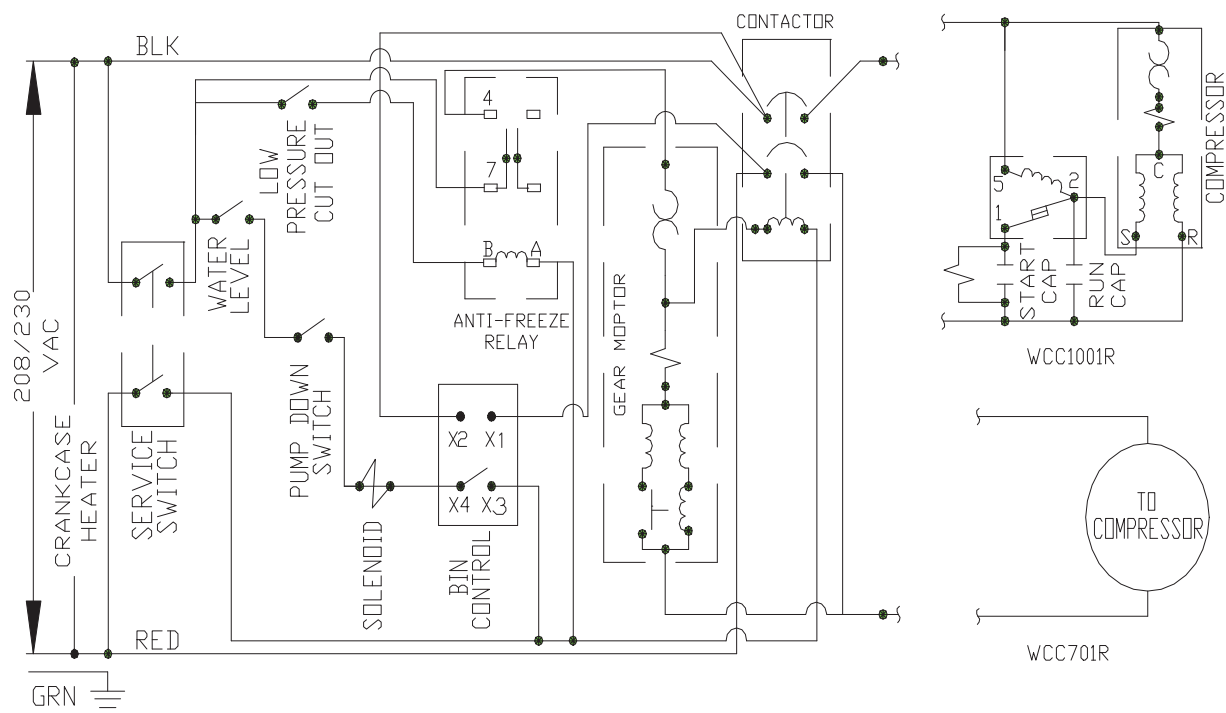 CONTACTOR
BLK
4
7
LOW
PRESSURE
CUT OUT
WATER
LEVEL
B A
ANTI-FREEZE
RELAY
208/230
VAC
CRANKCASE
HEATER
SERVICE
SWITCH
PUMP DOWN
SWITCH
SOLENOID
X2 X1
X4 X3
BIN
CONTROL
GEAR MOPTOR
RED
GRN
COMPRESSOR
C
S
R
5
2
1
START
CAP
RUN
CAP
WCC1001R
TO
COMPRESSOR
WCC701R